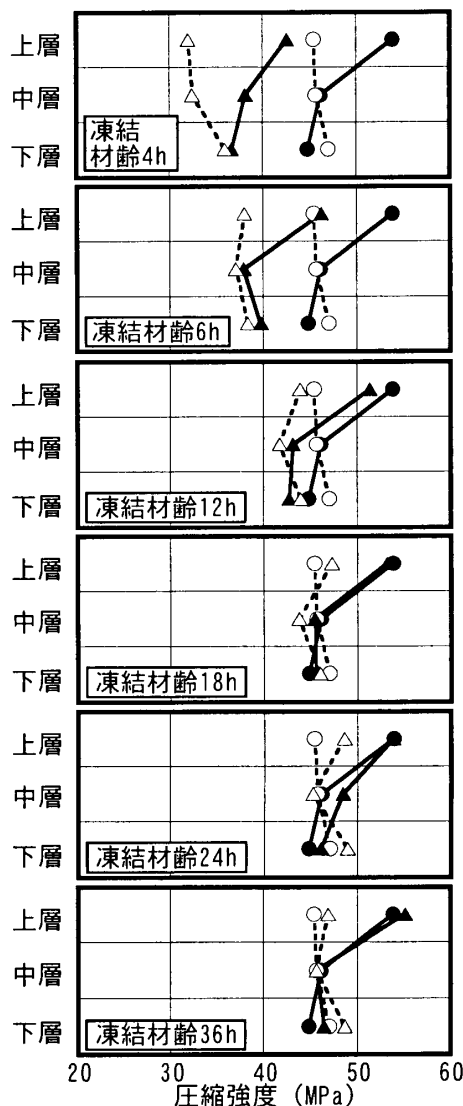 上層
中層
下層
凍結
材齢4h
上層
中層
下層
凍結材齢6h
上層
中層
下層
凍結材齢12h
上層
中層
下層
凍結材齢18h
上層
中層
下層
凍結材齢24h
上層
中層
下層
凍結材齢36h
20 30 40 50 60
圧縮強度 (MPa)